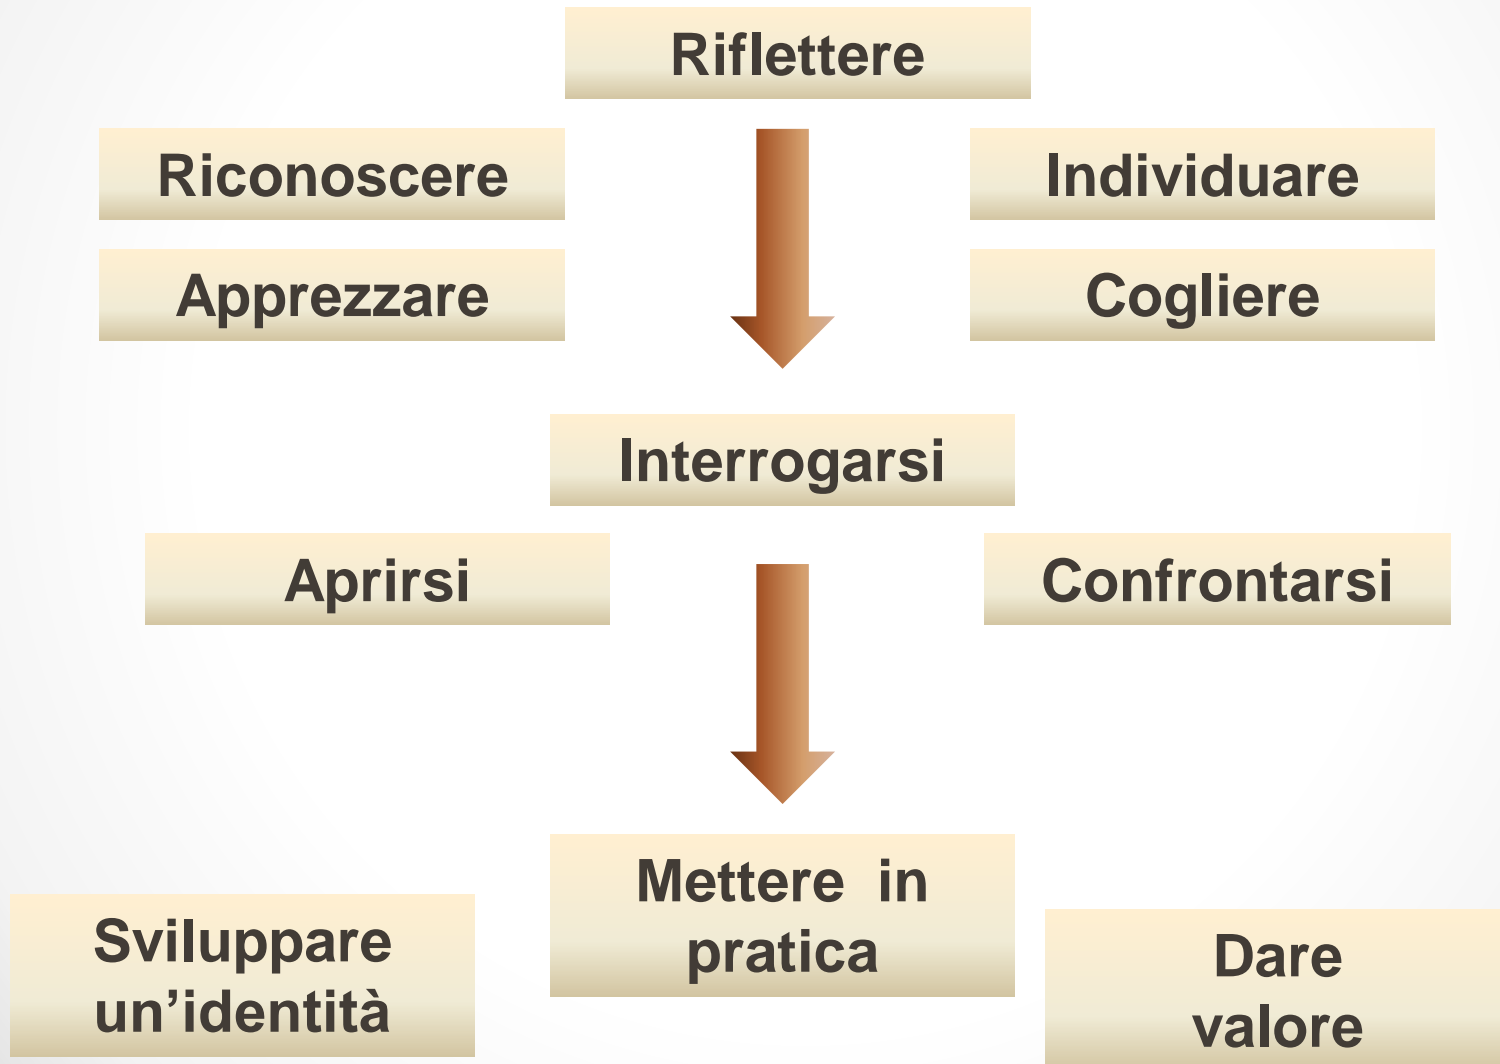 Riflettere
Riconoscere
Individuare
Apprezzare
Cogliere
Interrogarsi
Aprirsi
Confrontarsi
Mettere in
pratica
Sviluppare
un’identità
Dare
valore